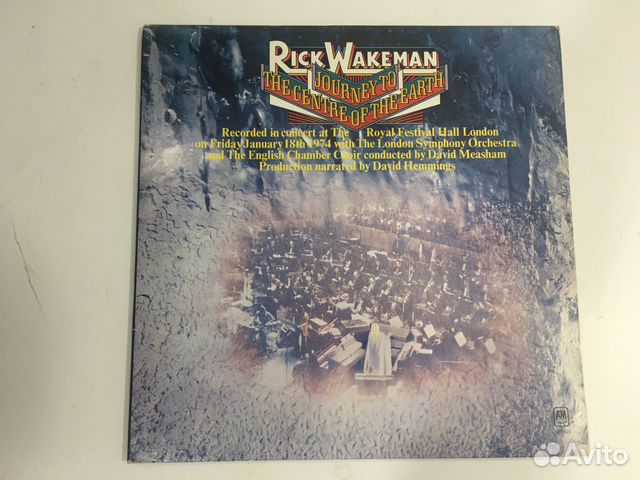 RICK WAKEMAN
JOURNEY TO
THE CENTRE OF THE EARTH
Recorded in concert at The Royal Festival Hall London
on Friday January 18th 1974 with The London Symphony Orchestra
and The English Chamber Choir conducted by David Measham
Production narrated by David Hemmings
A&M
Avito